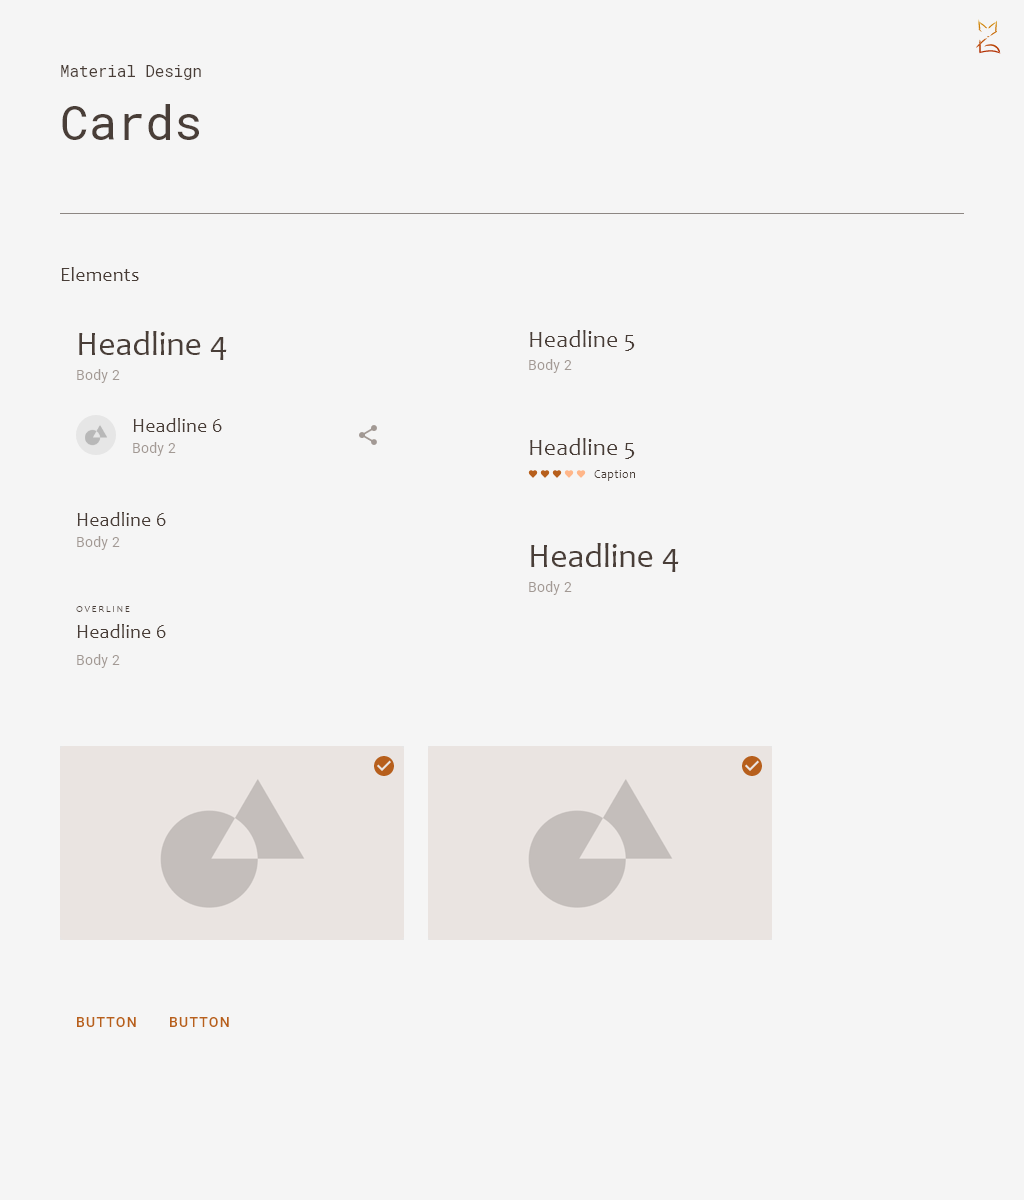 Material Design
Cards
Elements
Headline 4
Body 2
Headline 6
Body 2
Headline 6
Body 2
OVERLINE
Headline 6
Body 2
Headline 5
Body 2
Headline 5
Caption
Headline 4
Body 2
BUTTON BUTTON